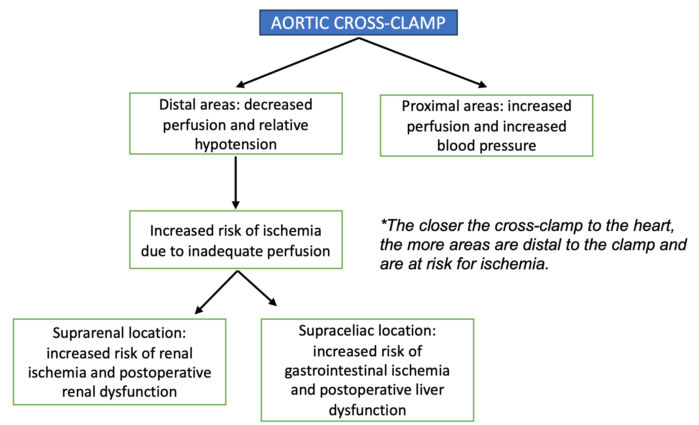 AORTIC CROSS-CLAMP
Distal areas: decreased
perfusion and relative
hypotension
Proximal areas: increased
perfusion and increased
blood pressure
Increased risk of ischemia
due to inadequate perfusion
*The closer the cross-clamp to the heart,
the more areas are distal to the clamp and
are at risk for ischemia.
Suprarenal location:
increased risk of renal
ischemia and postoperative
renal dysfunction
Supraceliac location:
increased risk of
gastrointestinal ischemia
and postoperative liver
dysfunction